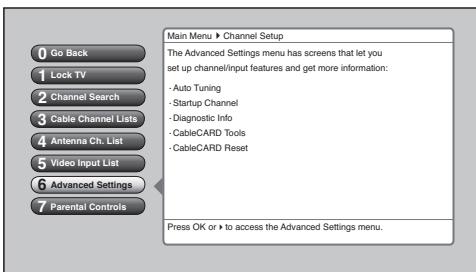 Main Menu ▶ Channel Setup
0 Go Back
1 Lock TV
2 Channel Search
3 Cable Channel Lists
4 Antenna Ch. List
5 Video Input List
6 Advanced Settings
7 Parental Controls
The Advanced Settings menu has screens that let you
set up channel/input features and get more information:
· Auto Tuning
· Startup Channel
· Diagnostic Info
· CableCARD Tools
· CableCARD Reset
Press OK or ▶ to access the Advanced Settings menu.